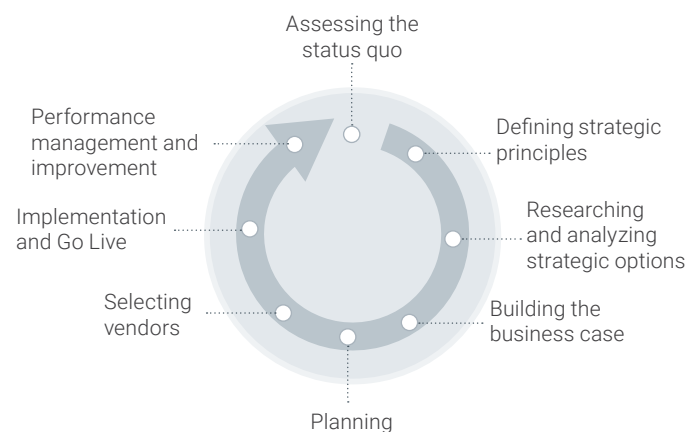 Assessing the
status quo
Defining strategic
principles
Researching
and analyzing
strategic options
Building the
business case
Planning
Selecting
vendors
Implementation
and Go Live
Performance
management and
improvement